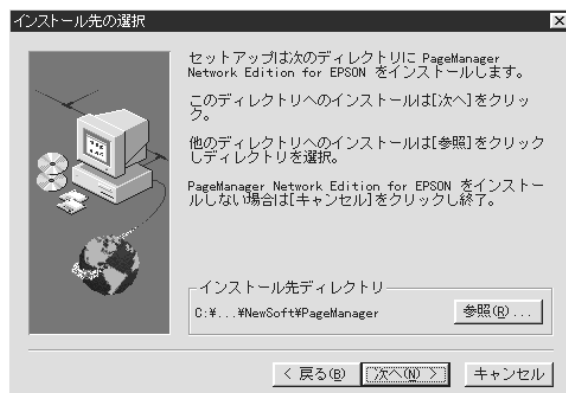 インストール先の選択
セットアップは次のディレクトリに PageManager
Network Edition for EPSON をインストールします。
このディレクトリへのインストールは[次へ]をクリッ
ク。
他のディレクトリへのインストールは[参照]をクリック
しディレクトリを選択。
PageManager Network Edition for EPSON をインストー
ルしない場合は[キャンセル]をクリックし終了。
インストール先ディレクトリ
C:¥...¥NewSoft¥PageManager
参照(R)...
< 戻る(B)
次へ(N) >
キャンセル